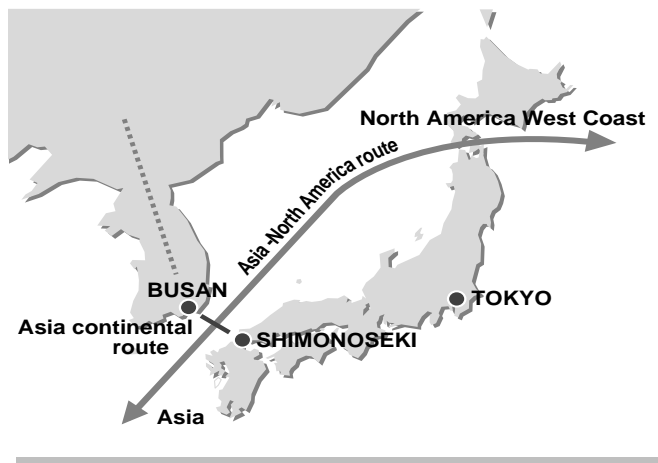 North America West Coast
Asia -North America route
BUSAN
TOKYO
Asia continental
route
SHIMONOSEKI
Asia